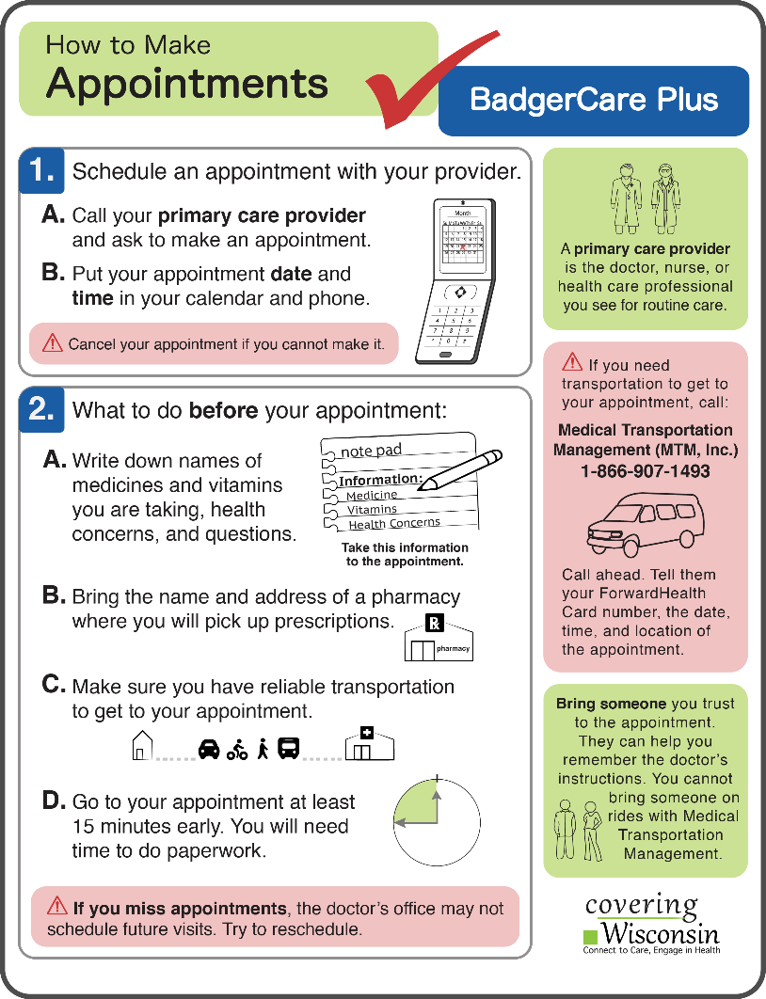 How to Make
Appointments
BadgerCare Plus
1. Schedule an appointment with your provider.
A. Call your primary care provider
and ask to make an appointment.
B. Put your appointment date and
time in your calendar and phone.
Cancel your appointment if you cannot make it.
Month
A primary care provider
is the doctor, nurse, or
health care professional
you see for routine care.
If you need
transportation to get to
your appointment, call:
Medical Transportation
Management (MTM, Inc.)
1-866-907-1493
Call ahead. Tell them
your ForwardHealth
Card number, the date,
time, and location of
the appointment.
2. What to do before your appointment:
A. Write down names of
medicines and vitamins
you are taking, health
concerns, and questions.
note pad
Information:
Medicine
Vitamins
Health Concerns
Take this information
to the appointment.
B. Bring the name and address of a pharmacy
where you will pick up prescriptions.
Rx
pharmacy
C. Make sure you have reliable transportation
to get to your appointment.
D. Go to your appointment at least
15 minutes early. You will need
time to do paperwork.
If you miss appointments, the doctor's office may not
schedule future visits. Try to reschedule.
Bring someone you trust
to the appointment.
They can help you
remember the doctor's
instructions. You cannot
bring someone on
rides with Medical
Transportation
Management.
covering
Wisconsin
Connect to Care, Engage in Health